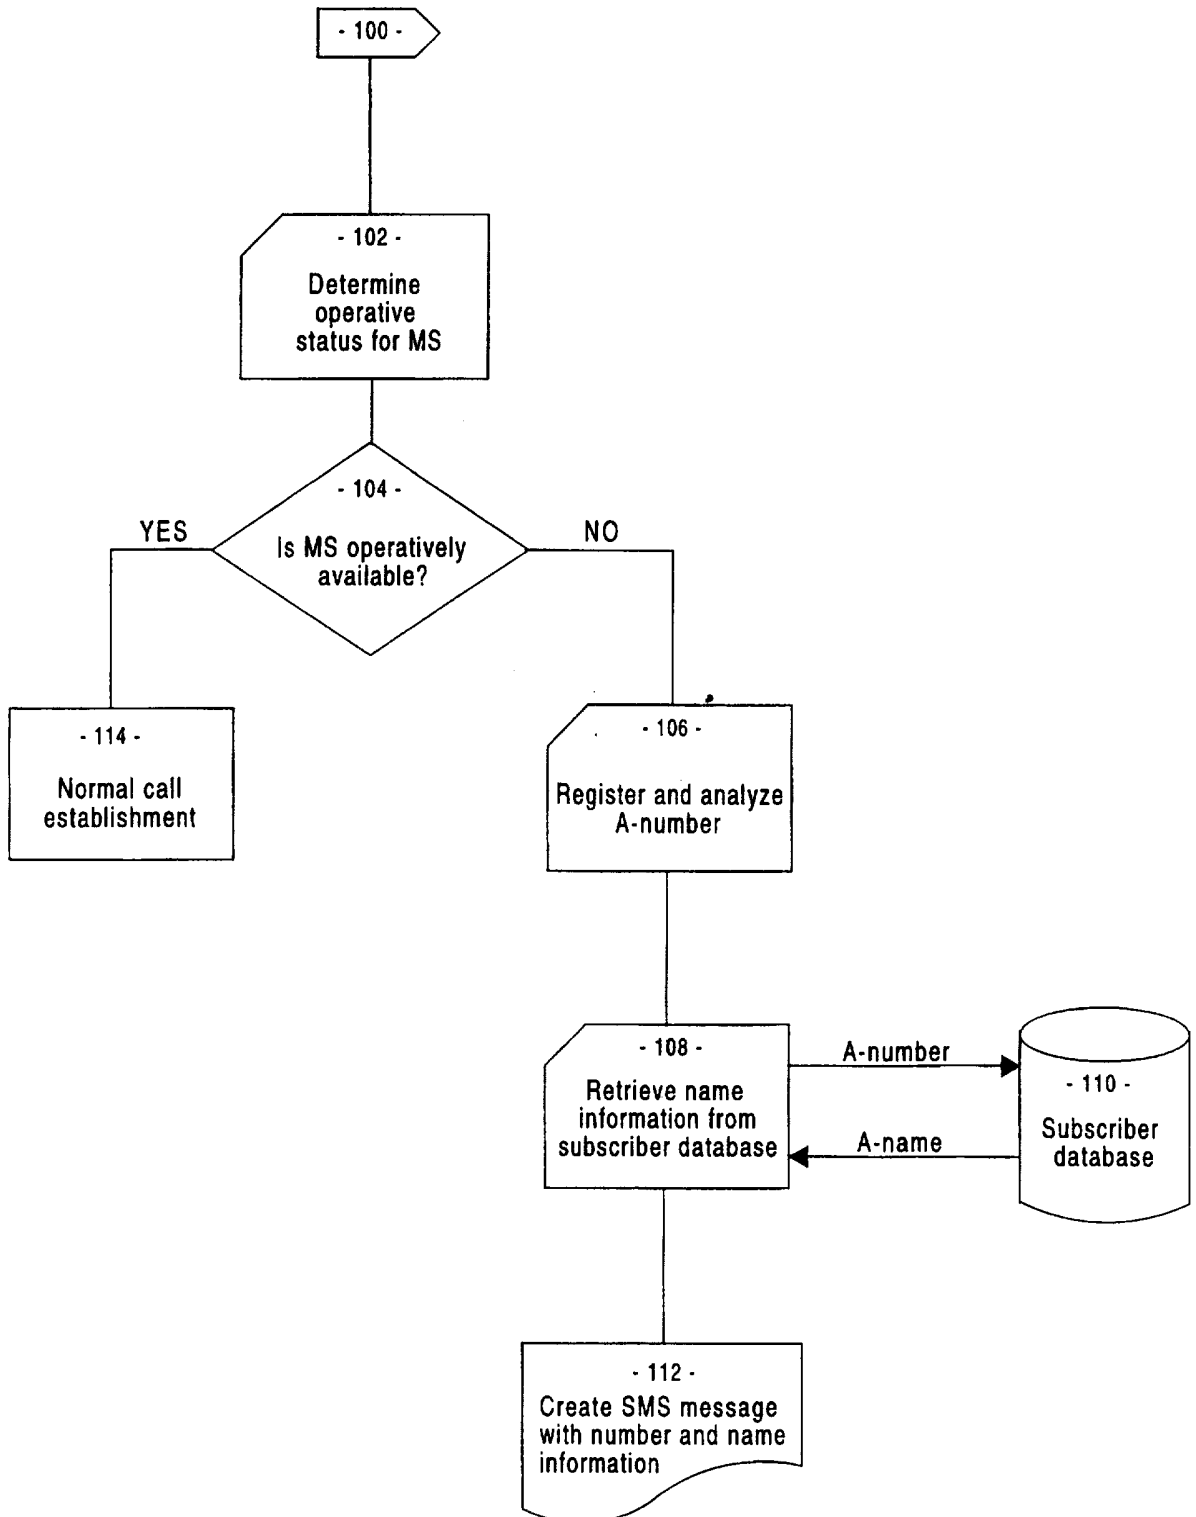 - 100 -
- 102 -
Determine
operative
status for MS
- 104 -
YES
NO
Is MS operatively
available?
- 114 -
Normal call
establishment
- 106 -
Register and analyze
A-number
- 108 -
Retrieve name
information from
subscriber database
A-number
A-name
- 110 -
Subscriber
database
- 112 -
Create SMS message
with number and name
information